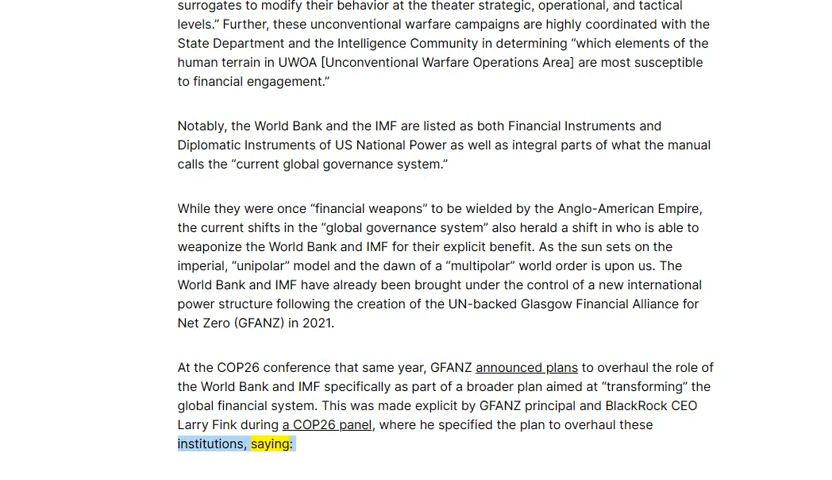 surrogates to modify their behavior at the theater strategic, operational, and tactical
levels.” Further, these unconventional warfare campaigns are highly coordinated with the
State Department and the Intelligence Community in determining “which elements of the
human terrain in UWOA [Unconventional Warfare Operations Area] are most susceptible
to financial engagement.”
Notably, the World Bank and the IMF are listed as both Financial Instruments and
Diplomatic Instruments of US National Power as well as integral parts of what the manual
calls the “current global governance system.”
While they were once “financial weapons” to be wielded by the Anglo-American Empire,
the current shifts in the “global governance system” also herald a shift in who is able to
weaponize the World Bank and IMF for their explicit benefit. As the sun sets on the
imperial, “unipolar” model and the dawn of a “multipolar” world order is upon us. The
World Bank and IMF have already been brought under the control of a new international
power structure following the creation of the UN-backed Glasgow Financial Alliance for
Net Zero (GFANZ) in 2021.
At the COP26 conference that same year, GFANZ announced plans to overhaul the role of
the World Bank and IMF specifically as part of a broader plan aimed at “transforming” the
global financial system. This was made explicit by GFANZ principal and BlackRock CEO
Larry Fink during a COP26 panel, where he specified the plan to overhaul these
institutions, saying: